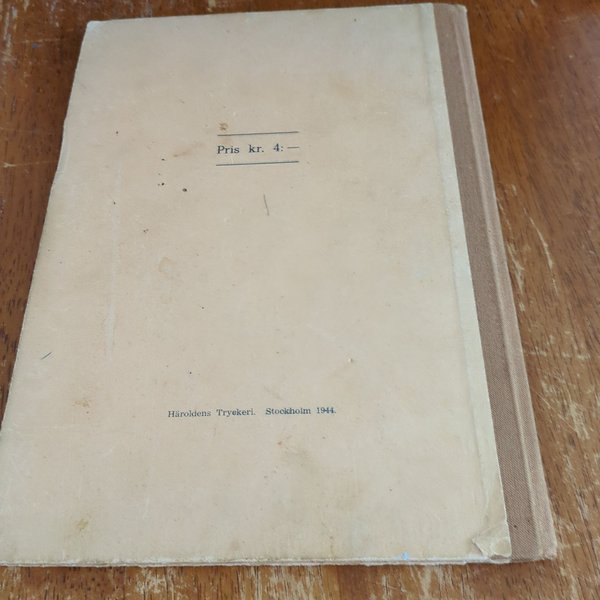 Pris kr. 4:—
Häroldens Tryckeri. Stockholm 1944.